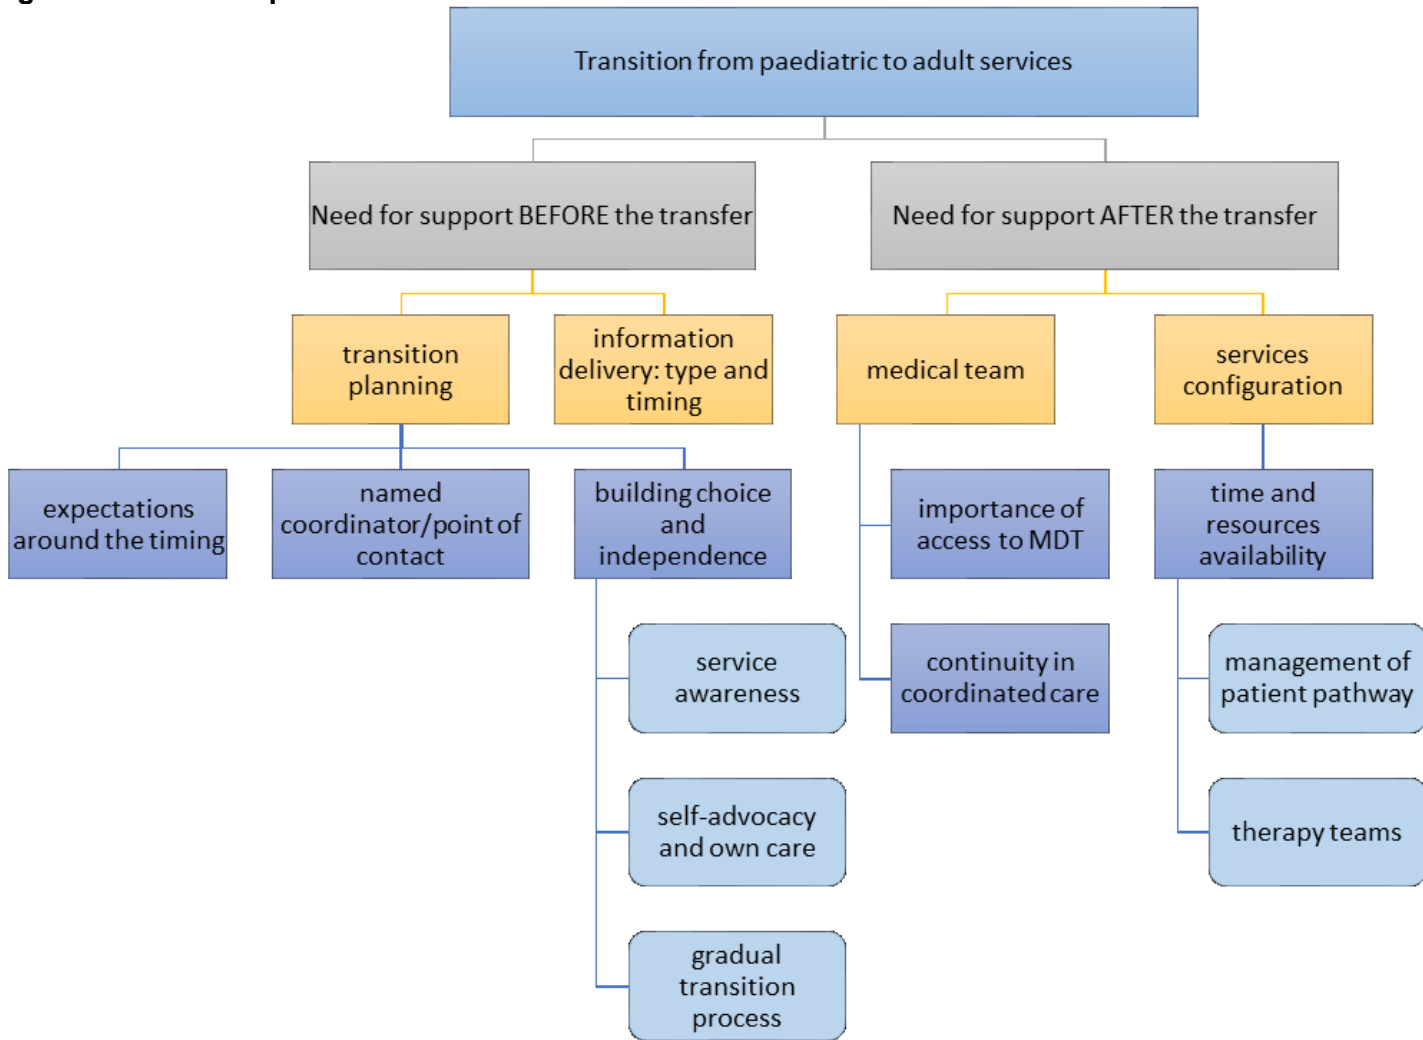 Transition from paediatric to adult services
Need for support BEFORE the transfer
Need for support AFTER the transfer
transition
planning
information
delivery: type and
timing
medical team
services
configuration
expectations
around the timing
named
coordinator/point of
contact
building choice
and
independence
importance of
access to MDT
time and
resources
availability
service
awareness
continuity in
coordinated care
management of
patient pathway
self-advocacy
and own care
therapy teams
gradual
transition
process